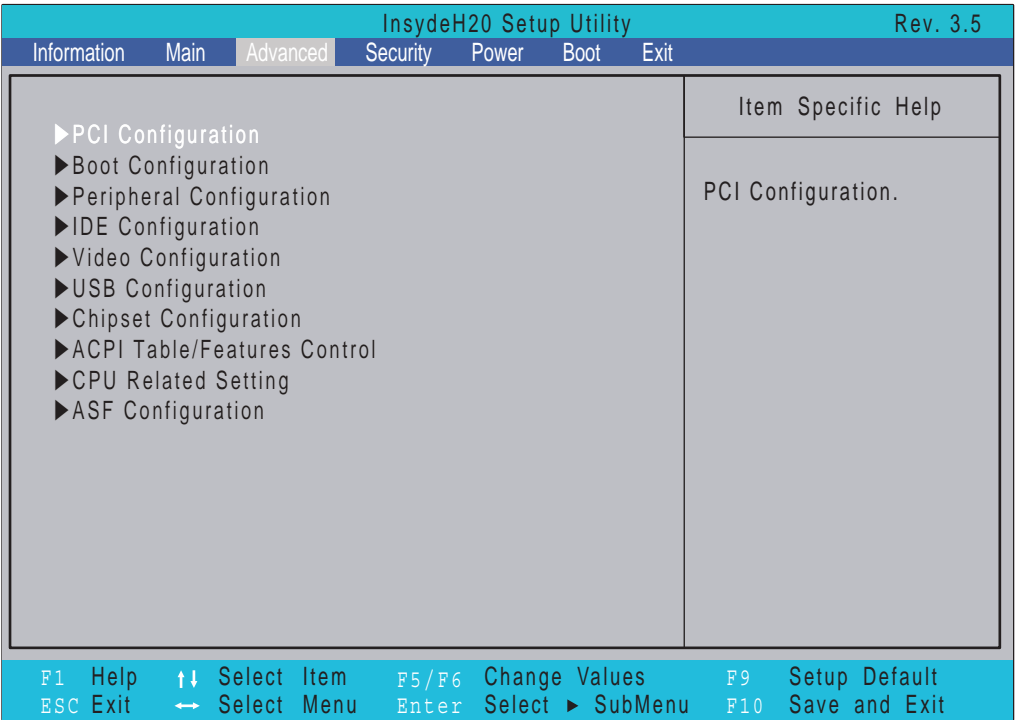 InsydeH20 Setup Utility Rev. 3.5
Information Main Advanced Security Power Boot Exit
Item Specific Help
▶PCI Configuration
▶Boot Configuration
▶Peripheral Configuration
▶IDE Configuration
▶Video Configuration
▶USB Configuration
▶Chipset Configuration
▶ACPI Table/Features Control
▶CPU Related Setting
▶ASF Configuration
PCI Configuration.
F1 Help ↑↓ Select Item F5/F6 Change Values F9 Setup Default
ESC Exit ↔ Select Menu Enter Select ▶ SubMenu F10 Save and Exit